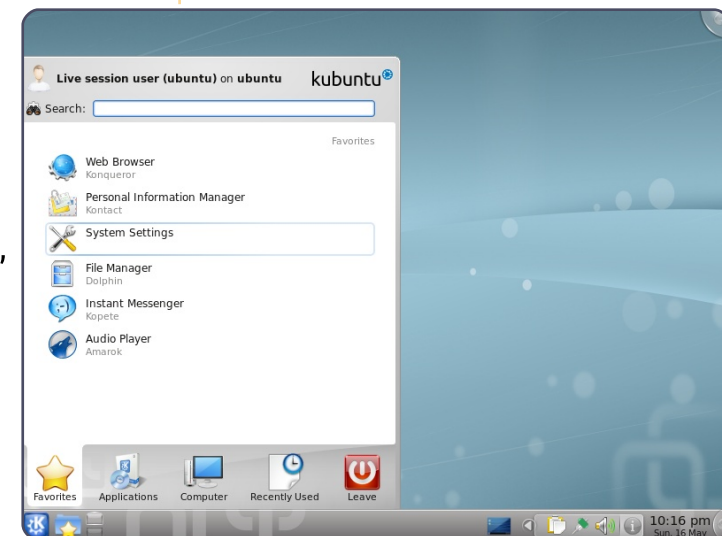 Live session user (ubuntu) on ubuntu
kubuntu
Search:
Favorites
Web Browser
Konqueror
Personal Information Manager
Kontact
System Settings
File Manager
Dolphin
Instant Messenger
Kopete
Audio Player
Amarok
Favorites
Applications
Computer
Recently Used
Leave
10:16 pm
Sun, 16 May